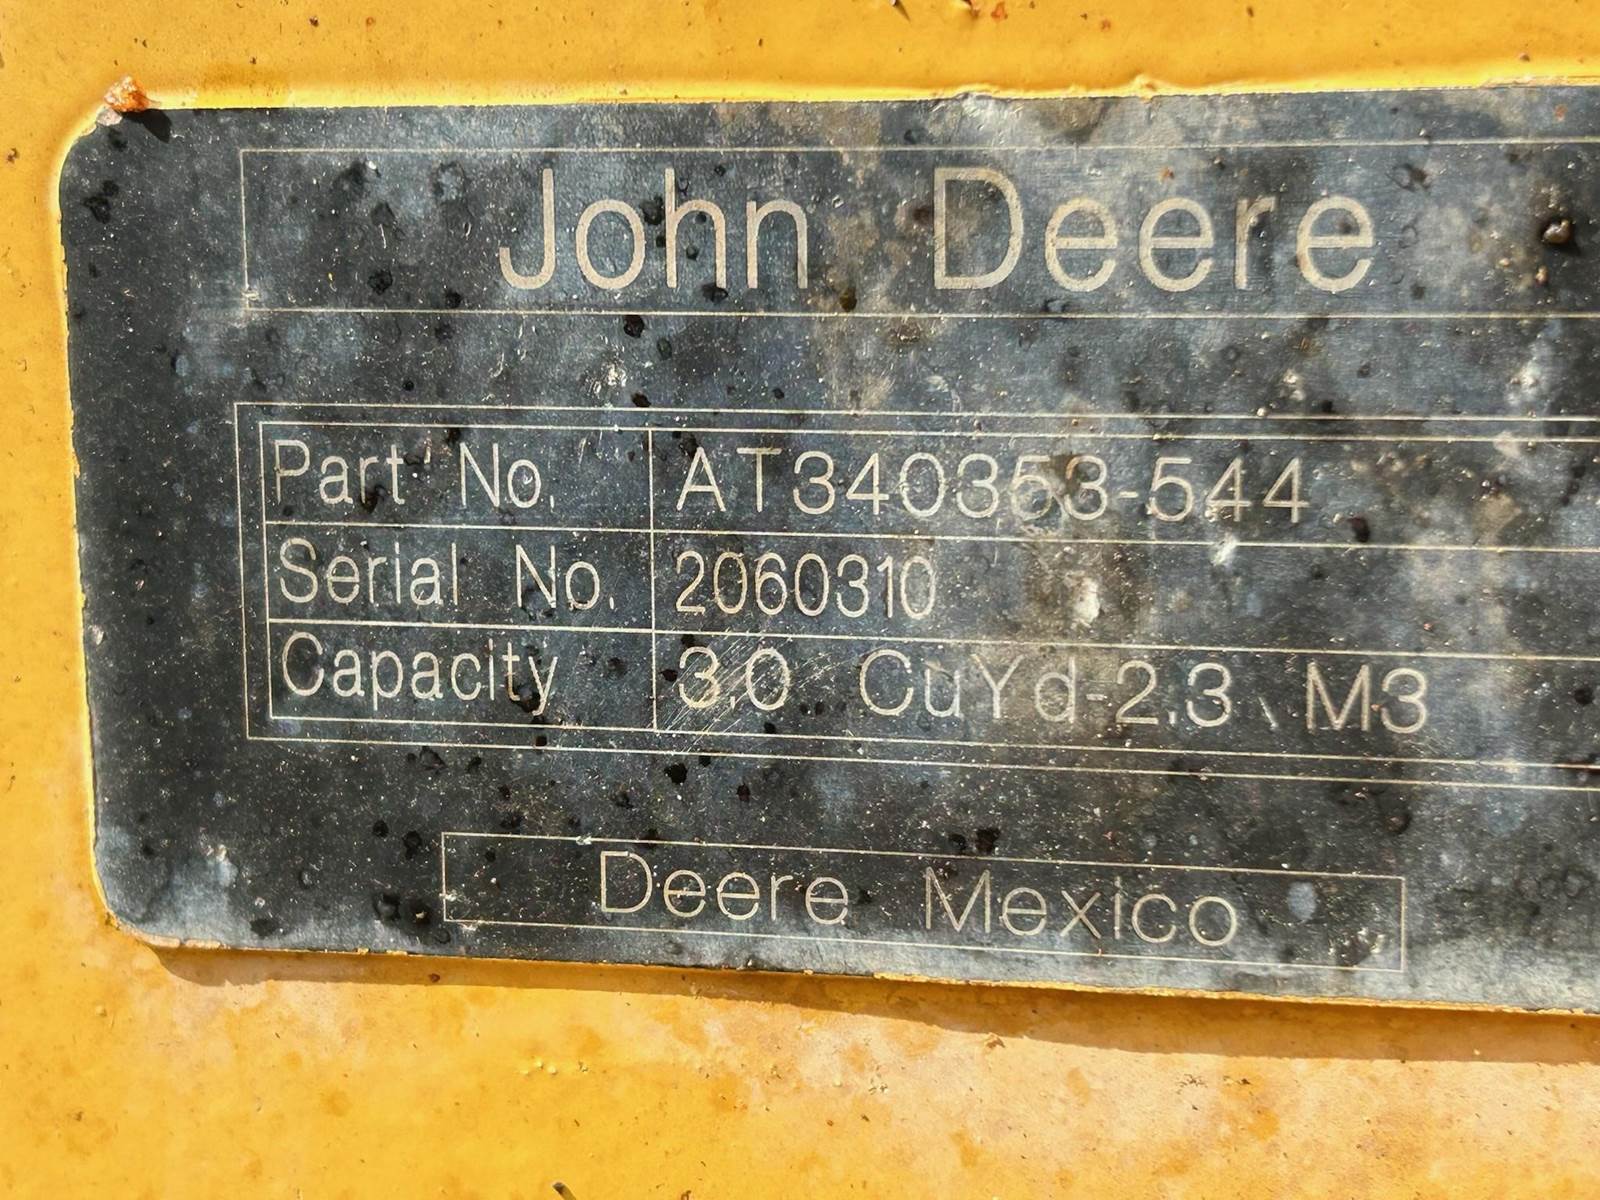 John Deere
Part No. AT340353-544
Serial No. 2060310
Capacity 3.0 CuYd-2.3 M3
Deere Mexico